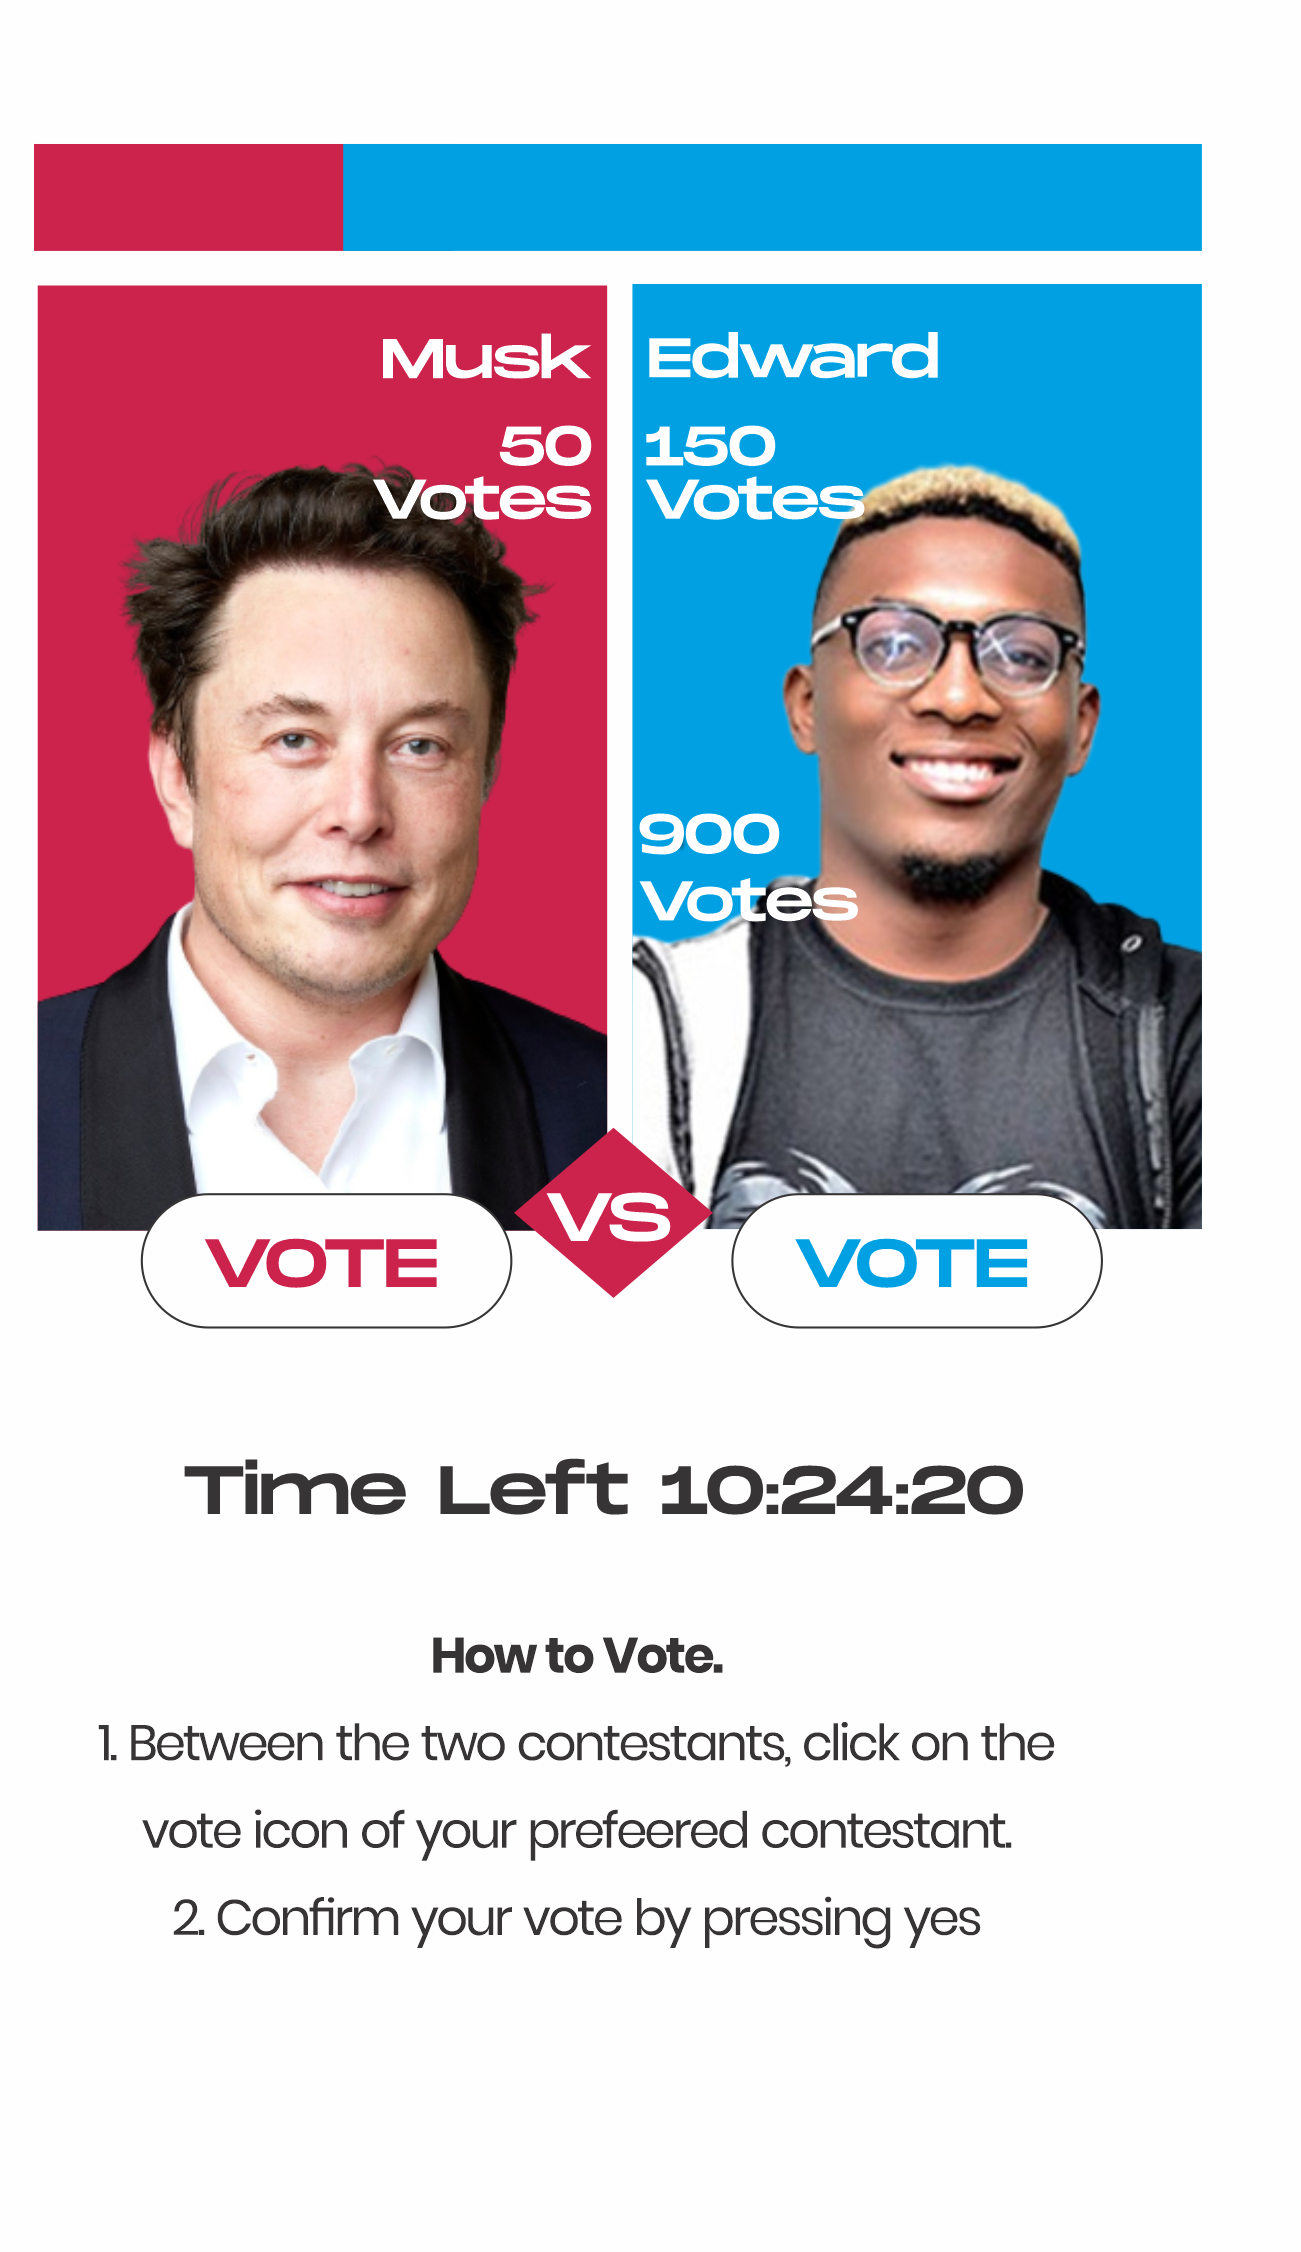 Musk
50
Votes
Edward
150
Votes
900
Votes
VS
VOTE
VOTE
Time Left 10:24:20
How to Vote.
1. Between the two contestants, click on the
vote icon of your prefeered contestant.
2. Confirm your vote by pressing yes